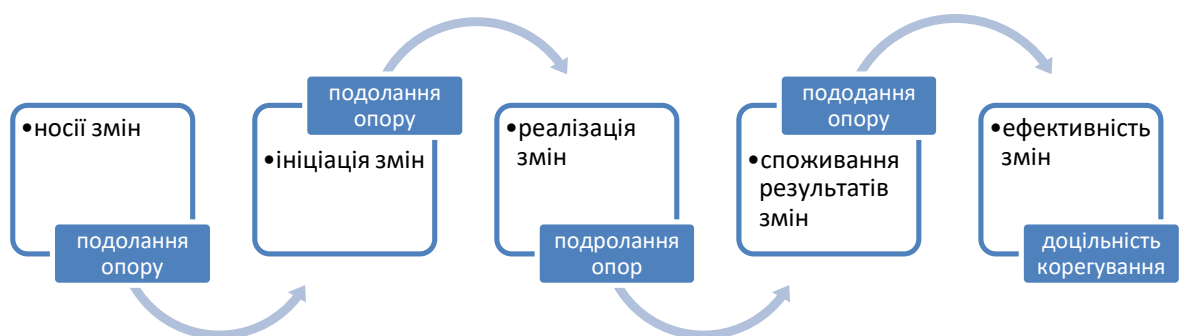 •носії змін
подолання
опору
подолання
опору
•ініціація змін
•реалізація
змін
подролання
опор
пододання
опору
•споживання
результатів
змін
•ефективність
змін
доцільність
корегування